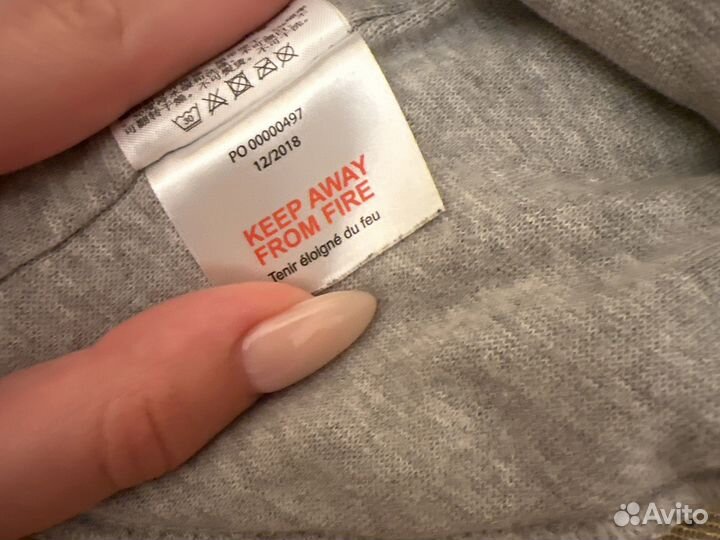 30
PO 00000497
12/2018
KEEP AWAY
FROM FIRE
Tenir éloigné du feu
Avito